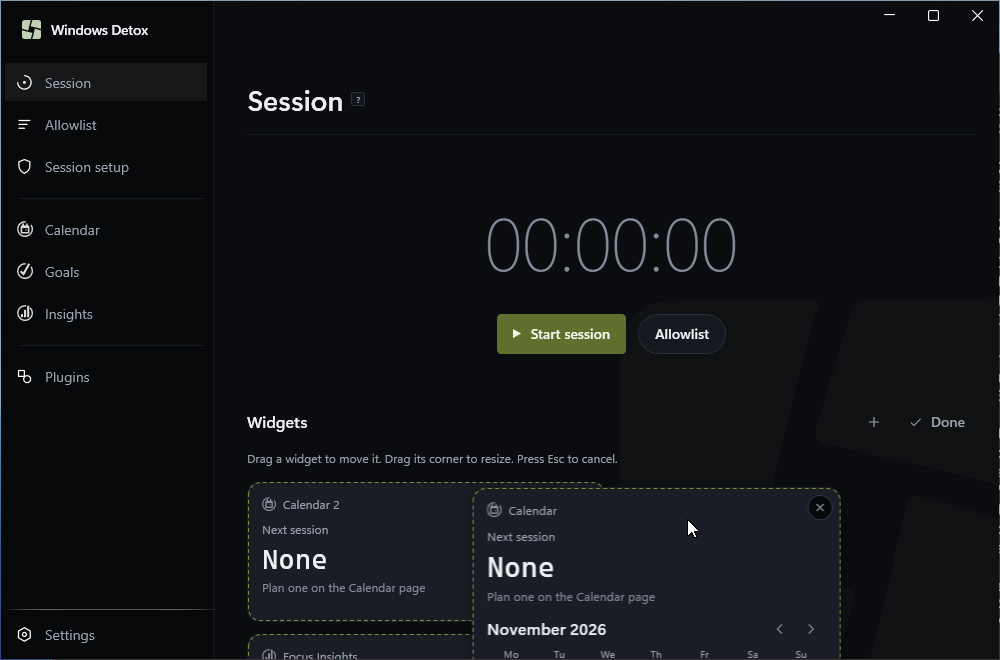 Windows Detox
Session
Allowlist
Session setup
Calendar
Goals
Insights
Plugins
Settings
Session ?
00:00:00
Start session
Allowlist
Widgets
Done
Drag a widget to move it. Drag its corner to resize. Press Esc to cancel.
Calendar 2
Next session
None
Plan one on the Calendar page
Focus Insights
Calendar
Next session
None
Plan one on the Calendar page
November 2026
Mo Tu We Th Fr Sa Su